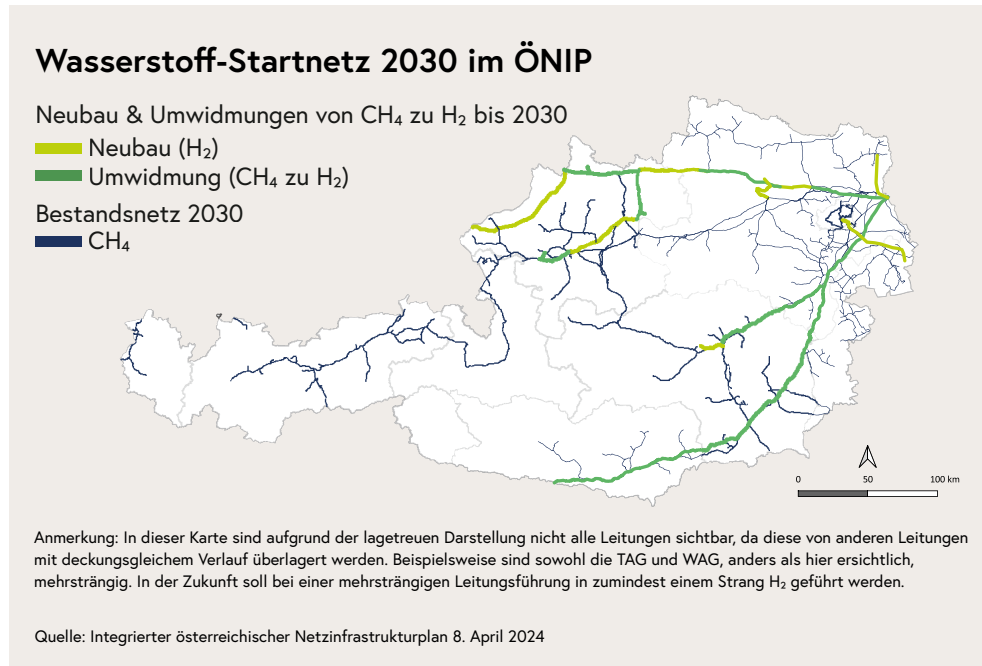 Wasserstoff-Startnetz 2030 im ÖNIP
Neubau & Umwidmungen von CH₄ zu H₂ bis 2030
Neubau (H₂)
Umwidmung (CH₄ zu H₂)
Bestandsnetz 2030
CH₄
0 50 100 km
Anmerkung: In dieser Karte sind aufgrund der lagetreuen Darstellung nicht alle Leitungen sichtbar, da diese von anderen Leitungen
mit deckungsgleichem Verlauf überlagert werden. Beispielsweise sind sowohl die TAG und WAG, anders als hier ersichtlich,
mehrsträngig. In der Zukunft soll bei einer mehrsträngigen Leitungsführung in zumindest einem Strang H₂ geführt werden.
Quelle: Integrierter österreichischer Netzinfrastrukturplan 8. April 2024